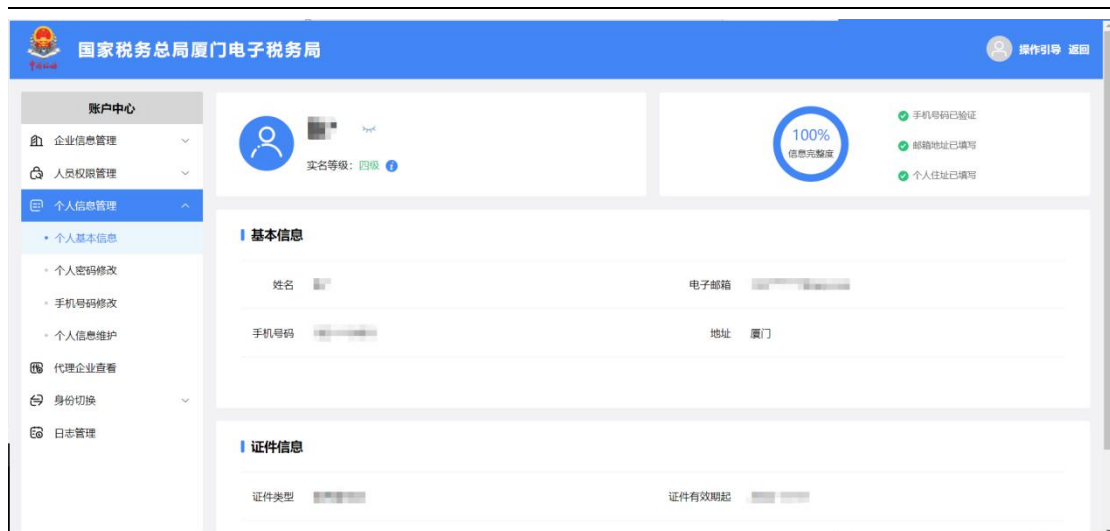 国家税务总局厦门电子税务局
操作引导 返回
账户中心
企业信息管理
人员权限管理
个人信息管理
个人基本信息
个人密码修改
手机号码修改
个人信息维护
代理企业查看
身份切换
日志管理
实名等级：四级
100%
信息完整度
手机号码已验证
邮箱地址已填写
个人住址已填写
基本信息
姓名
电子邮箱
手机号码
地址 厦门
证件信息
证件类型
证件有效期起